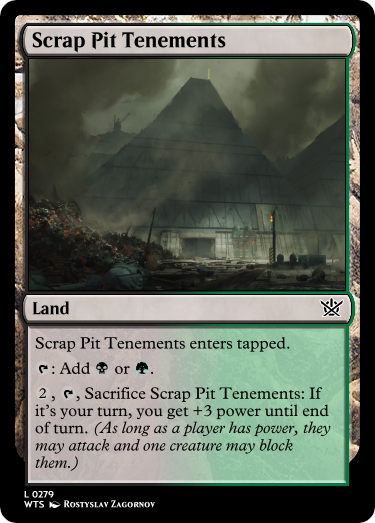 Scrap Pit Tenements
Land
Scrap Pit Tenements enters tapped.
: Add or .
2 , , Sacrifice Scrap Pit Tenements: If
it's your turn, you get +3 power until end
of turn. (As long as a player has power, they
may attack and one creature may block
them.)
L 0279
WTS Rostyslav Zagornov